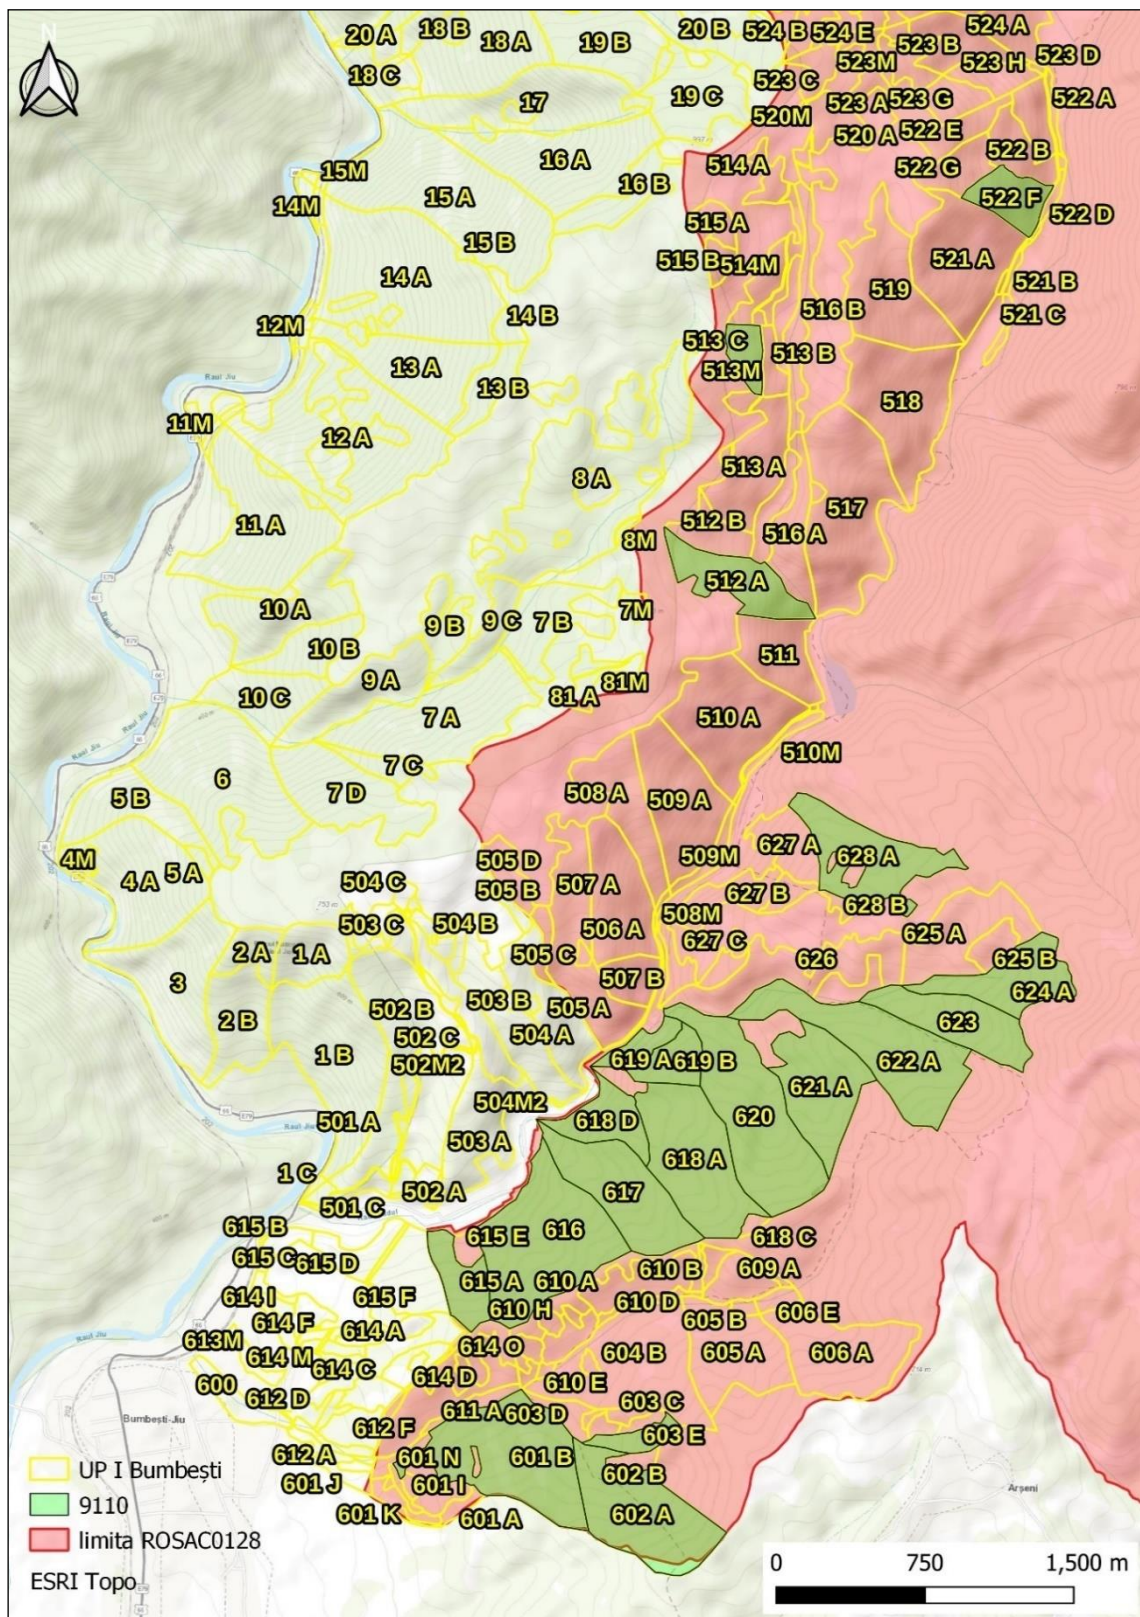 N
20 A
18 B
18 A
19 B
20 B
524 B
524 E
523 B
524 A
523 D
18 C
17
19 C
523 C
523M
523 H
522 A
520M
523 A
523 G
520 A
522 E
522 B
15M
16 A
16 B
514 A
522 G
522 F
522 D
14M
15 A
15 B
515 A
515 B
514M
521 A
521 B
521 C
14 A
519
12M
14 B
516 B
513 C
513 B
13 A
13 B
513M
518
Raul Jiu
11M
12 A
8 A
513 A
517
11 A
512 B
516 A
8M
512 A
10 A
9 B
9 C
7 B
7M
10 B
511
9 A
81M
10 C
81 A
7 A
510 A
Raul Jiu
510M
7 C
6
5 B
7 D
508 A
509 A
4M
5 A
4 A
504 C
505 D
505 B
507 A
509M
627 A
628 A
627 B
628 B
753 m
503 C
504 B
508M
506 A
627 C
625 A
2 A
1 A
505 C
626
625 B
3
507 B
624 A
2 B
502 B
503 B
505 A
623
502 C
504 A
1 B
502M2
619 A
619 B
622 A
621 A
504M2
620
Raul Jiu
501 A
618 D
503 A
618 A
1 C
502 A
617
501 C
615 B
615 E
616
618 C
615 C
615 D
615 A
610 A
610 B
609 A
614 I
615 F
610 H
610 D
606 E
614 F
614 A
605 B
613M
614 M
614 O
604 B
605 A
606 A
600
614 C
614 D
610 E
612 D
603 C
611 A
603 D
Raul Jiu
Bumbești-Jiu
612 F
603 E
612 A
601 N
601 B
602 B
601 J
601 I
601 K
601 A
602 A
Arșeni
UP I Bumbești
9110
limita ROSAC0128
ESRI Topo
0 750 1,500 m